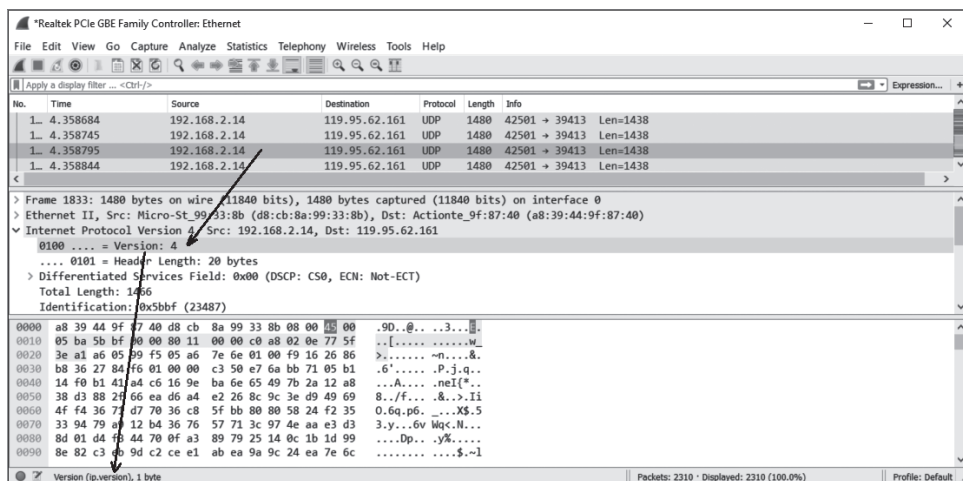 *Realtek PCIe GBE Family Controller: Ethernet
File Edit View Go Capture Analyze Statistics Telephony Wireless Tools Help
Apply a display filter ... <Ctrl-/> Expression... +
No. Time Source Destination Protocol Length Info
1… 4.358684 192.168.2.14 119.95.62.161 UDP 1480 42501 → 39413 Len=1438
1… 4.358745 192.168.2.14 119.95.62.161 UDP 1480 42501 → 39413 Len=1438
1… 4.358795 192.168.2.14 119.95.62.161 UDP 1480 42501 → 39413 Len=1438
1… 4.358844 192.168.2.14 119.95.62.161 UDP 1480 42501 → 39413 Len=1438
Frame 1833: 1480 bytes on wire (11840 bits), 1480 bytes captured (11840 bits) on interface 0
Ethernet II, Src: Micro-St_99:33:8b (d8:cb:8a:99:33:8b), Dst: Actionte_9f:87:40 (a8:39:44:9f:87:40)
Internet Protocol Version 4, Src: 192.168.2.14, Dst: 119.95.62.161
0100 .... = Version: 4
.... 0101 = Header Length: 20 bytes
Differentiated Services Field: 0x00 (DSCP: CS0, ECN: Not-ECT)
Total Length: 1466
Identification: 0x5bbf (23487)
0000 a8 39 44 9f 87 40 d8 cb 8a 99 33 8b 08 00 45 00 .9D..@.. ..3...E.
0010 05 ba 5b bf 00 00 80 11 00 00 c0 a8 02 0e 77 5f ..[..... ......w_
0020 3e a1 a6 05 99 f5 05 a6 7e 6e 01 00 f9 16 26 86 >....... ~n....&.
0030 b8 36 27 84 f6 01 00 00 c3 50 e7 6a bb 71 05 b1 .6'..... .P.j.q..
0040 14 f0 b1 41 a4 c6 16 9e ba 6e 65 49 7b 2a 12 a8 ...A.... .neI{*..
0050 38 d3 88 2f 66 ea d6 a4 e2 26 8c 9c 3e d9 49 69 8../f... .&..>.Ii
0060 4f f4 36 71 d7 70 36 c8 5f bb 80 80 58 24 f2 35 O.6q.p6. _...X$.5
0070 33 94 79 12 b4 36 76 57 71 3c 97 4e aa e3 d3 3.y...6v Wq<.N...
0080 8d 01 d4 44 70 0f a3 89 79 25 14 0c 1b 1d 99 ....Dp.. .y%.....
0090 8e 82 c3 9d c2 ce e1 ab ea 9a 9c 24 ea 7e 6c ........ ...$.~l
Version (ip.version), 1 byte Packets: 2310 · Displayed: 2310 (100.0%) Profile: Default